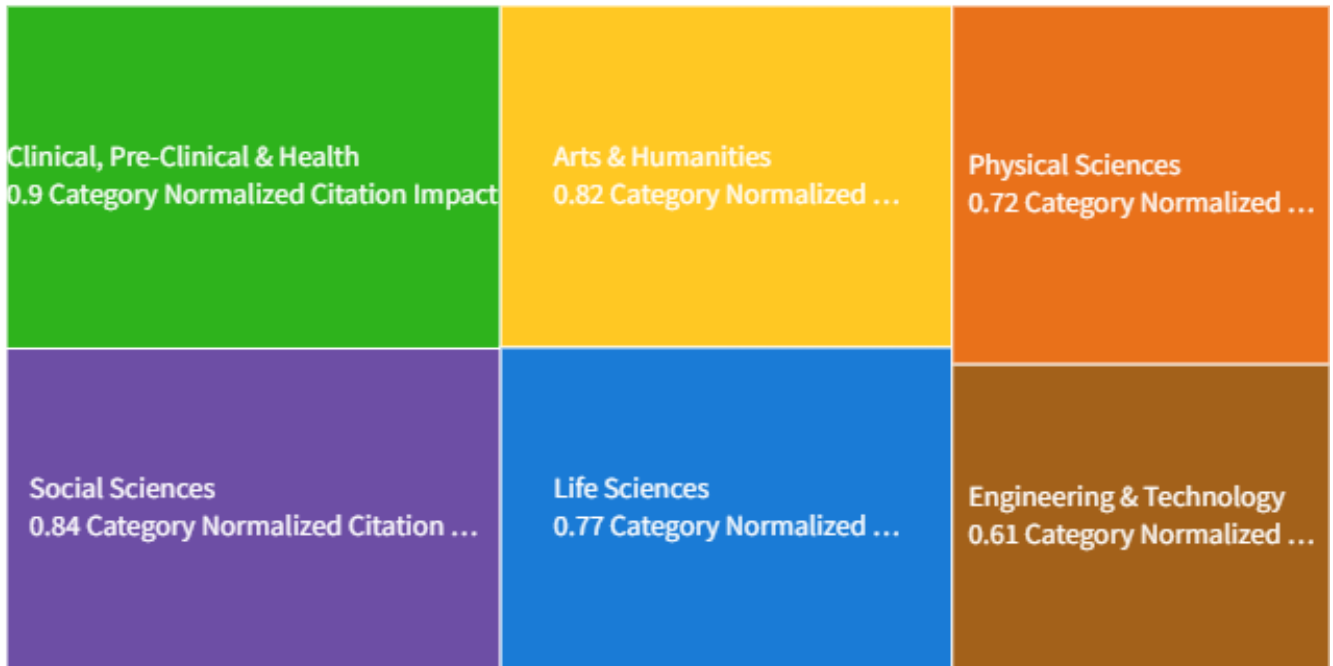 Clinical, Pre-Clinical & Health
0.9 Category Normalized Citation Impact
Arts & Humanities
0.82 Category Normalized ...
Physical Sciences
0.72 Category Normalized ...
Social Sciences
0.84 Category Normalized Citation ...
Life Sciences
0.77 Category Normalized ...
Engineering & Technology
0.61 Category Normalized ...